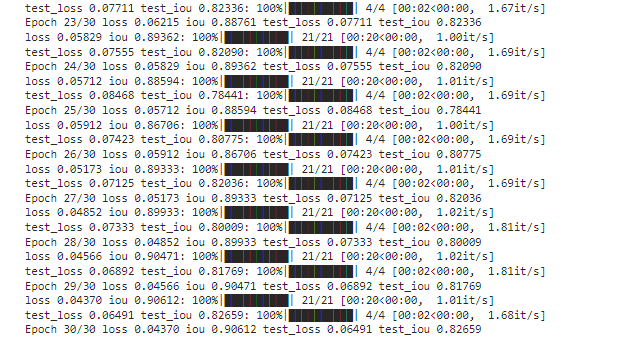 test_loss 0.07711 test_iou 0.82336: 100%|██████████| 4/4 [00:02<00:00,  1.67it/s]
Epoch 23/30 loss 0.06215 iou 0.88761 test_loss 0.07711 test_iou 0.82336
loss 0.05829 iou 0.89362: 100%|██████████| 21/21 [00:20<00:00,  1.00it/s]
test_loss 0.07555 test_iou 0.82090: 100%|██████████| 4/4 [00:02<00:00,  1.69it/s]
Epoch 24/30 loss 0.05829 iou 0.89362 test_loss 0.07555 test_iou 0.82090
loss 0.05712 iou 0.88594: 100%|██████████| 21/21 [00:20<00:00,  1.01it/s]
test_loss 0.08468 test_iou 0.78441: 100%|██████████| 4/4 [00:02<00:00,  1.69it/s]
Epoch 25/30 loss 0.05712 iou 0.88594 test_loss 0.08468 test_iou 0.78441
loss 0.05912 iou 0.86706: 100%|██████████| 21/21 [00:20<00:00,  1.00it/s]
test_loss 0.07423 test_iou 0.80775: 100%|██████████| 4/4 [00:02<00:00,  1.69it/s]
Epoch 26/30 loss 0.05912 iou 0.86706 test_loss 0.07423 test_iou 0.80775
loss 0.05173 iou 0.89333: 100%|██████████| 21/21 [00:20<00:00,  1.01it/s]
test_loss 0.07125 test_iou 0.82036: 100%|██████████| 4/4 [00:02<00:00,  1.69it/s]
Epoch 27/30 loss 0.05173 iou 0.89333 test_loss 0.07125 test_iou 0.82036
loss 0.04852 iou 0.89933: 100%|██████████| 21/21 [00:20<00:00,  1.02it/s]
test_loss 0.07333 test_iou 0.80009: 100%|██████████| 4/4 [00:02<00:00,  1.81it/s]
Epoch 28/30 loss 0.04852 iou 0.89933 test_loss 0.07333 test_iou 0.80009
loss 0.04566 iou 0.90471: 100%|██████████| 21/21 [00:20<00:00,  1.02it/s]
test_loss 0.06892 test_iou 0.81769: 100%|██████████| 4/4 [00:02<00:00,  1.81it/s]
Epoch 29/30 loss 0.04566 iou 0.90471 test_loss 0.06892 test_iou 0.81769
loss 0.04370 iou 0.90612: 100%|██████████| 21/21 [00:20<00:00,  1.01it/s]
test_loss 0.06491 test_iou 0.82659: 100%|██████████| 4/4 [00:02<00:00,  1.68it/s]
Epoch 30/30 loss 0.04370 iou 0.90612 test_loss 0.06491 test_iou 0.82659